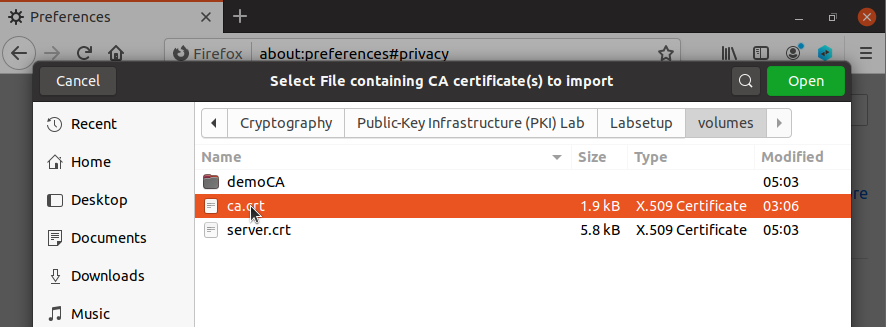 Preferences
Firefox about:preferences#privacy
Cancel Select File containing CA certificate(s) to import Open
Recent
Home
Desktop
Documents
Downloads
Music
Cryptography Public-Key Infrastructure (PKI) Lab Labsetup volumes
Name Size Type Modified
demoCA 05:03
ca.crt 1.9 kB X.509 Certificate 03:06
server.crt 5.8 kB X.509 Certificate 05:03
re